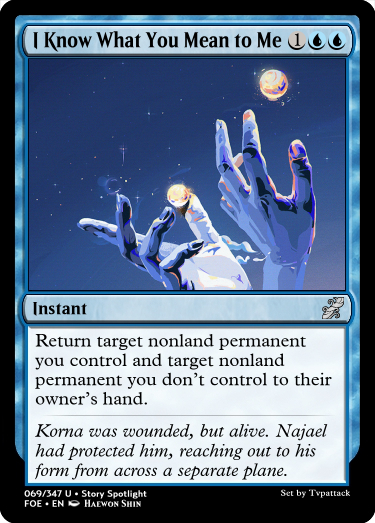 I Know What You Mean to Me 1
Instant
Return target nonland permanent
you control and target nonland
permanent you don't control to their
owner's hand.
Korna was wounded, but alive. Najael
had protected him, reaching out to his
form from across a separate plane.
069/347 U • Story Spotlight
Set by Tvpattack
FOE • EN Haewon Shin